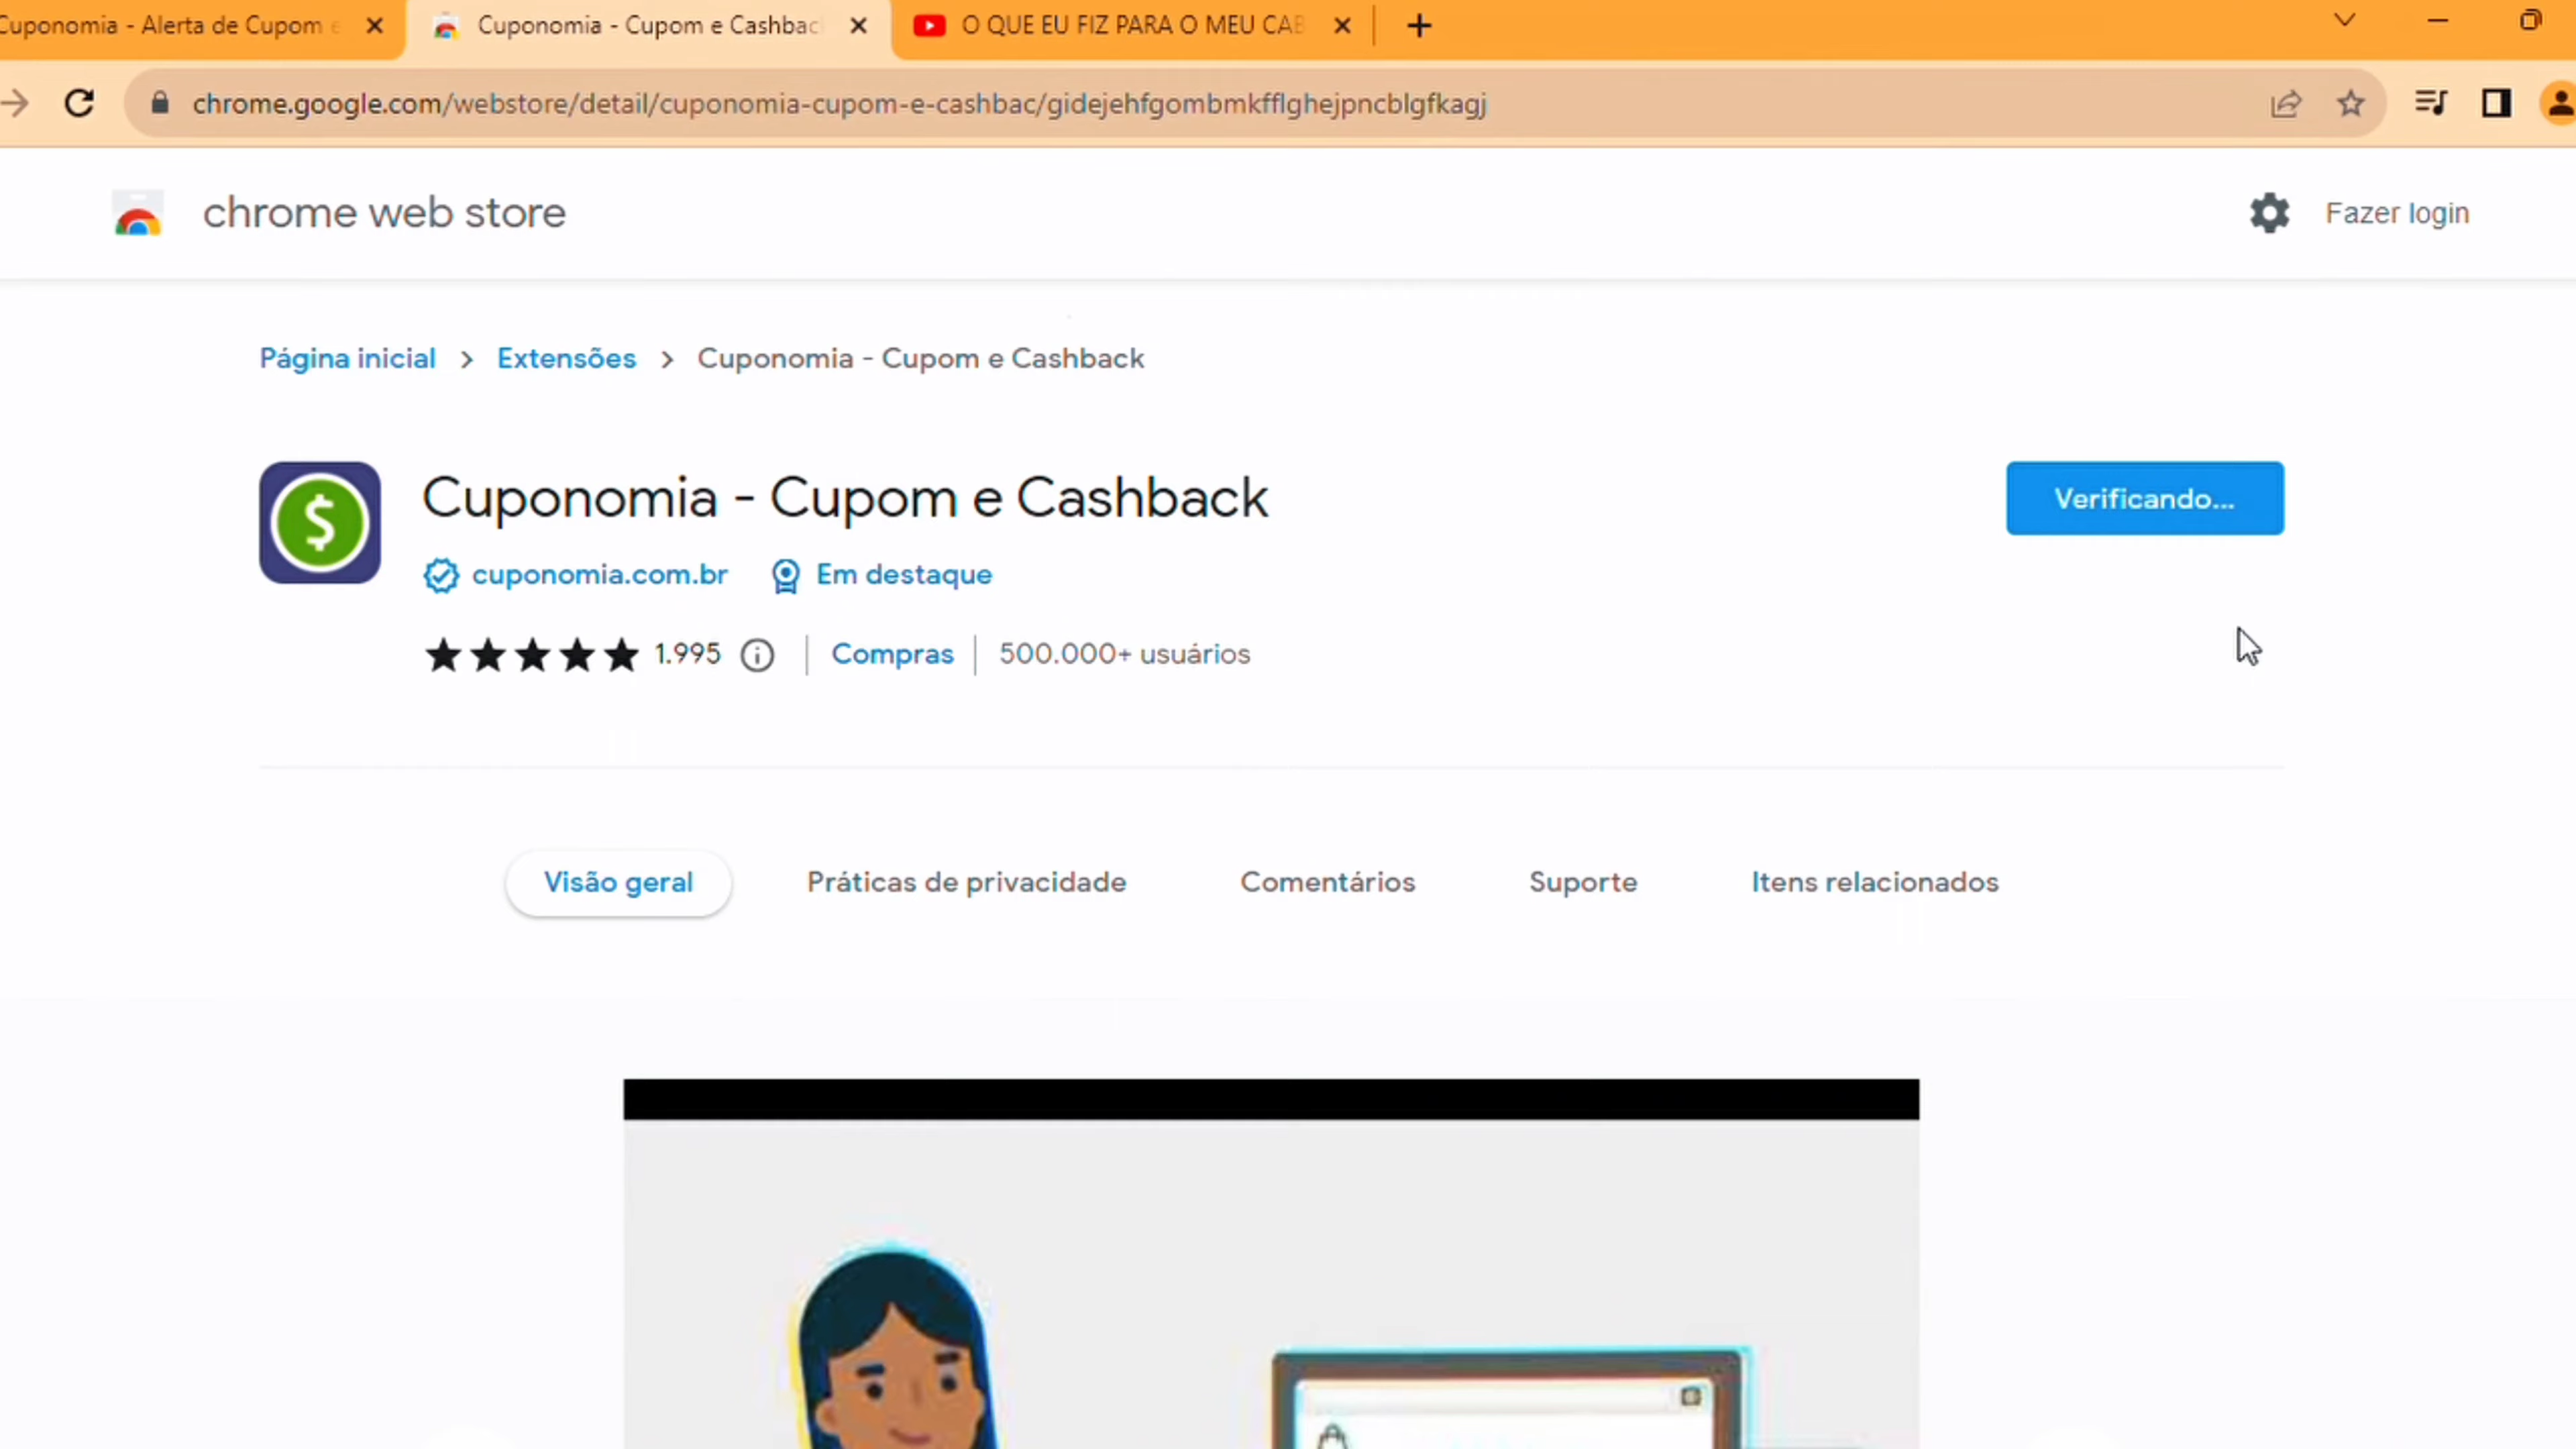 Cuponomia - Alerta de Cupom e
Cuponomia - Cupom e Cashbac
O QUE EU FIZ PARA O MEU CAB
chrome.google.com/webstore/detail/cuponomia-cupom-e-cashbac/gidejehfgombmkfflghejpncblgfkagj
chrome web store
Fazer login
Página inicial > Extensões > Cuponomia - Cupom e Cashback
Cuponomia - Cupom e Cashback
Verificando...
cuponomia.com.br Em destaque
1.995 Compras 500.000+ usuários
Visão geral Práticas de privacidade Comentários Suporte Itens relacionados